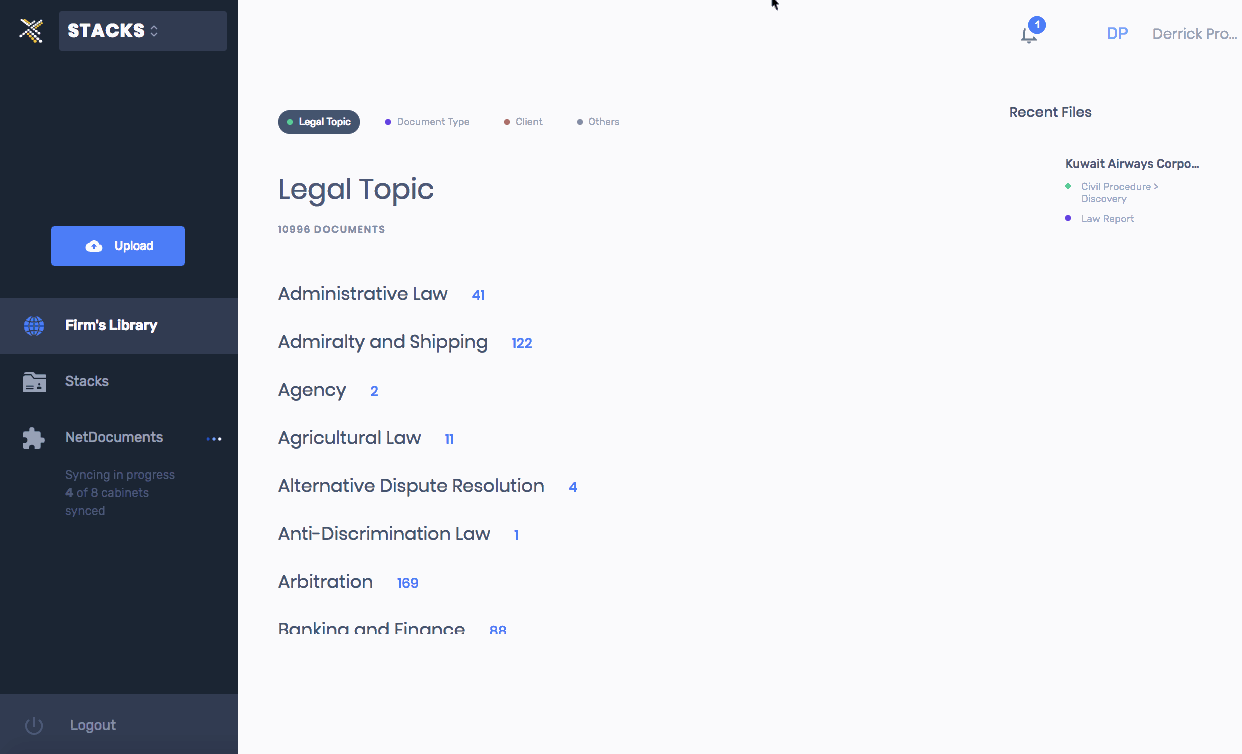 STACKS
1
DP
Derrick Pro...
Upload
Firm's Library
Stacks
NetDocuments
Syncing in progress
4 of 8 cabinets
synced
Logout
Legal Topic
Document Type
Client
Others
Legal Topic
10996 DOCUMENTS
Administrative Law 41
Admiralty and Shipping 122
Agency 2
Agricultural Law 11
Alternative Dispute Resolution 4
Anti-Discrimination Law 1
Arbitration 169
Banking and Finance 88
Recent Files
Kuwait Airways Corpo...
Civil Procedure >
Discovery
Law Report